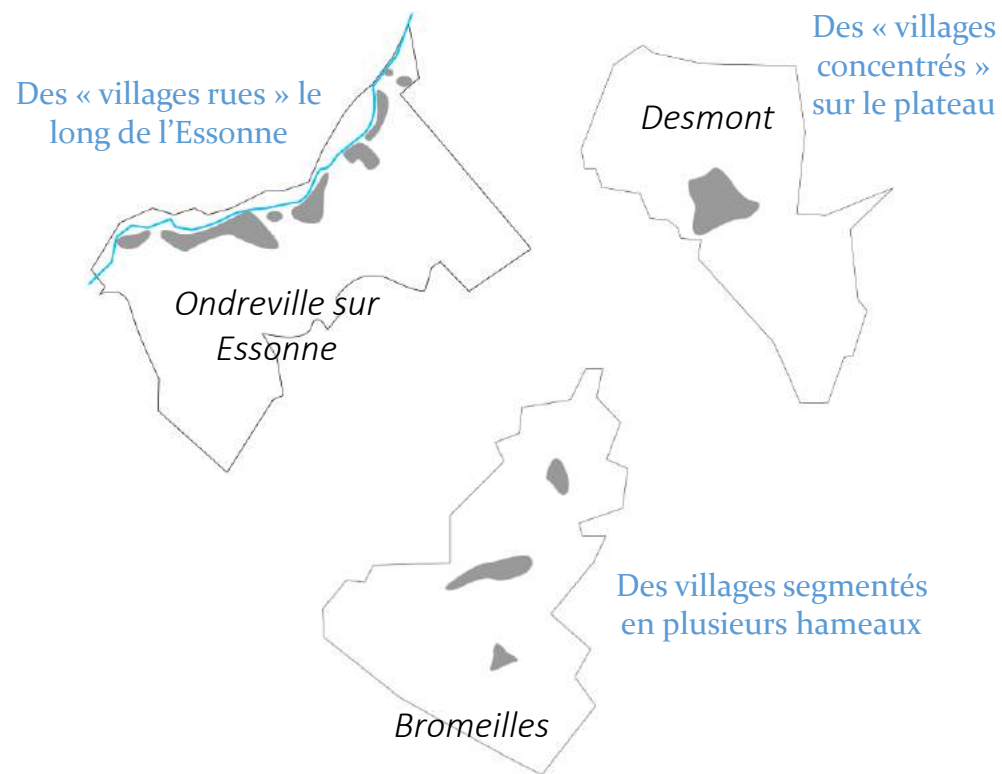 Des « villages rues » le
long de l’Essonne
Ondreville sur
Essonne
Des « villages
concentrés »
sur le plateau
Desmont
Des villages segmentés
en plusieurs hameaux
Bromeilles